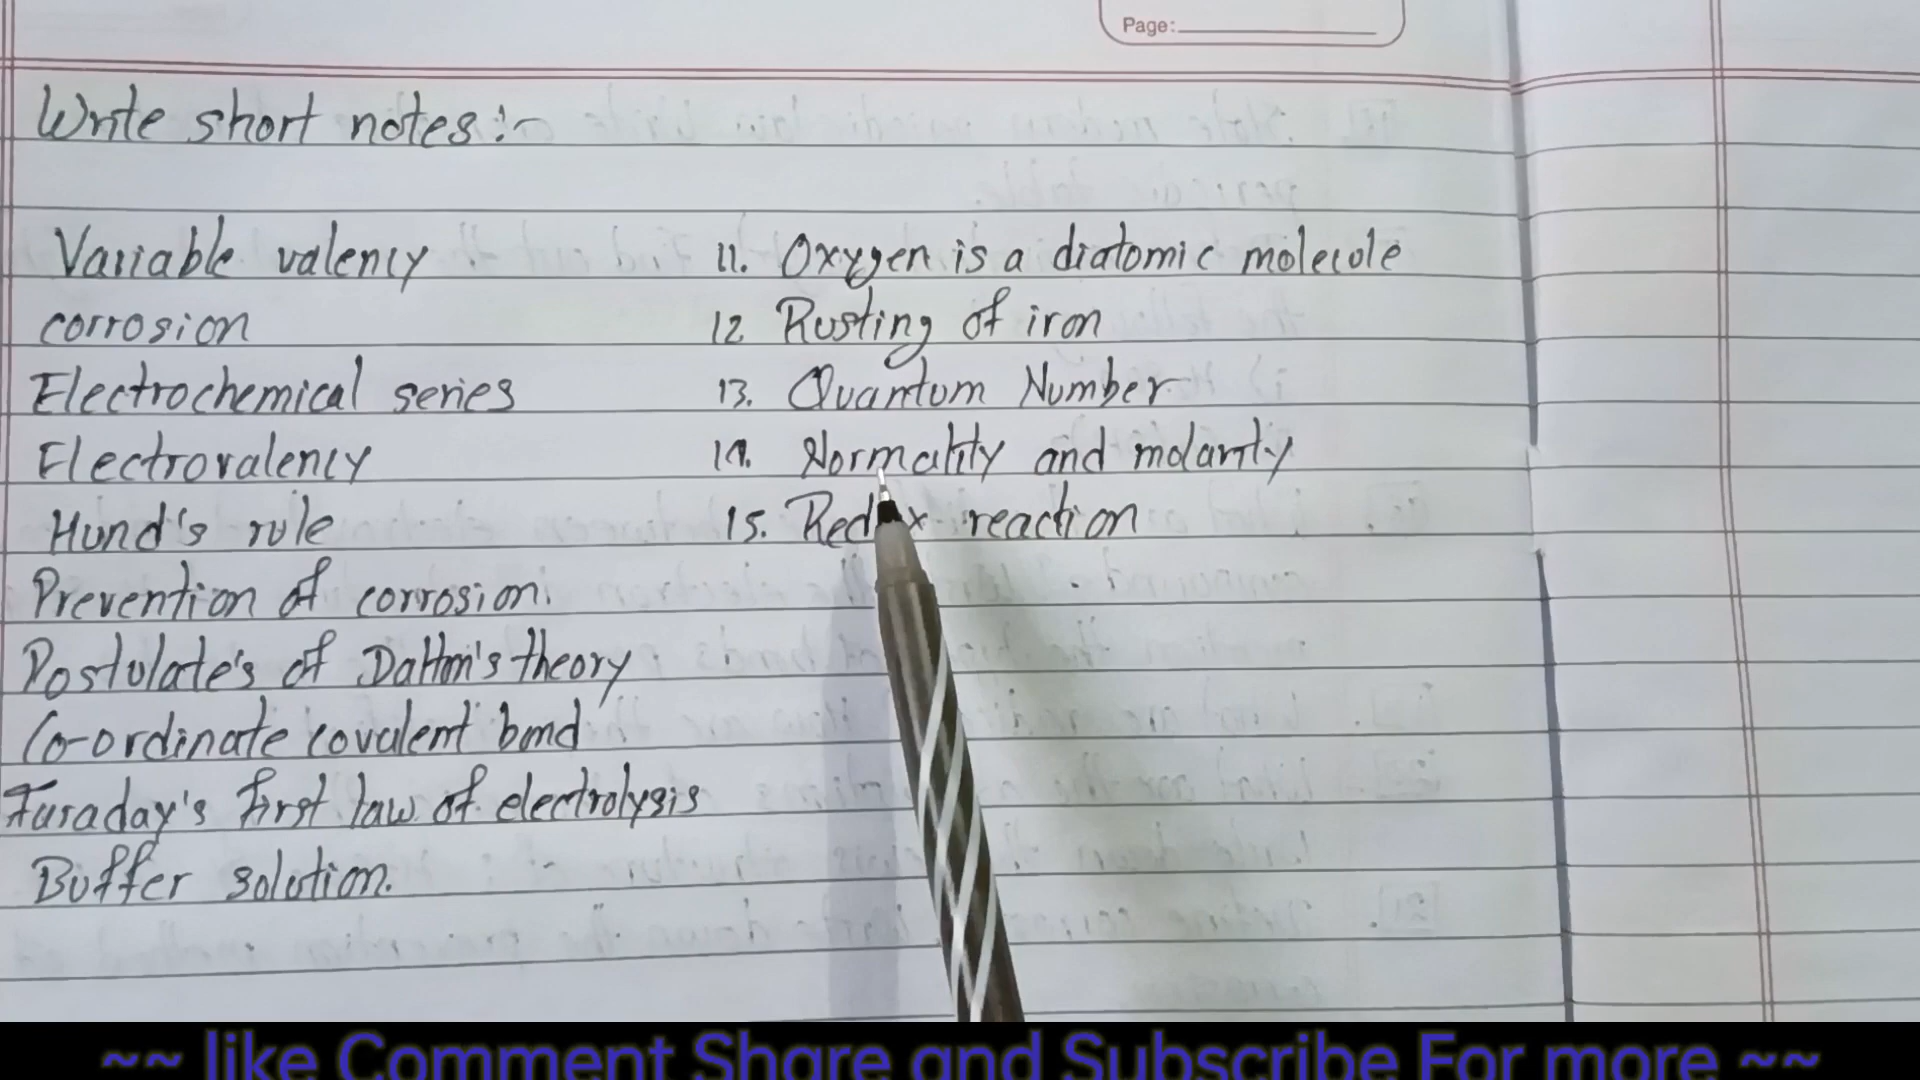 Page:
Write short notes:-
Variable valency
corrosion
Electrochemical series
Electrovalency
Hund's rule
Prevention of corrosion.
Postulate's of Dalton's theory
Co-ordinate covalent bond
Faraday's first law of electrolysis
Buffer solution.
11. Oxygen is a diatomic molecule
12. Rusting of iron
13. Quantum Number
14. Normality and molarity
15. Redox reaction
~~ like Comment Share and Subscribe For more ~~